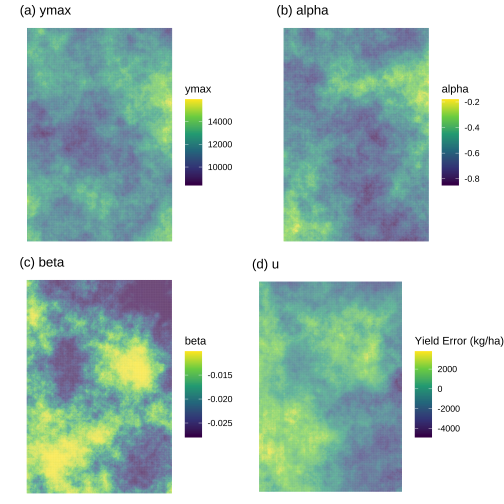 (a) ymax
ymax
14000
12000
10000
(b) alpha
alpha
-0.2
-0.4
-0.6
-0.8
(c) beta
beta
-0.015
-0.020
-0.025
(d) u
Yield Error (kg/ha)
2000
0
-2000
-4000